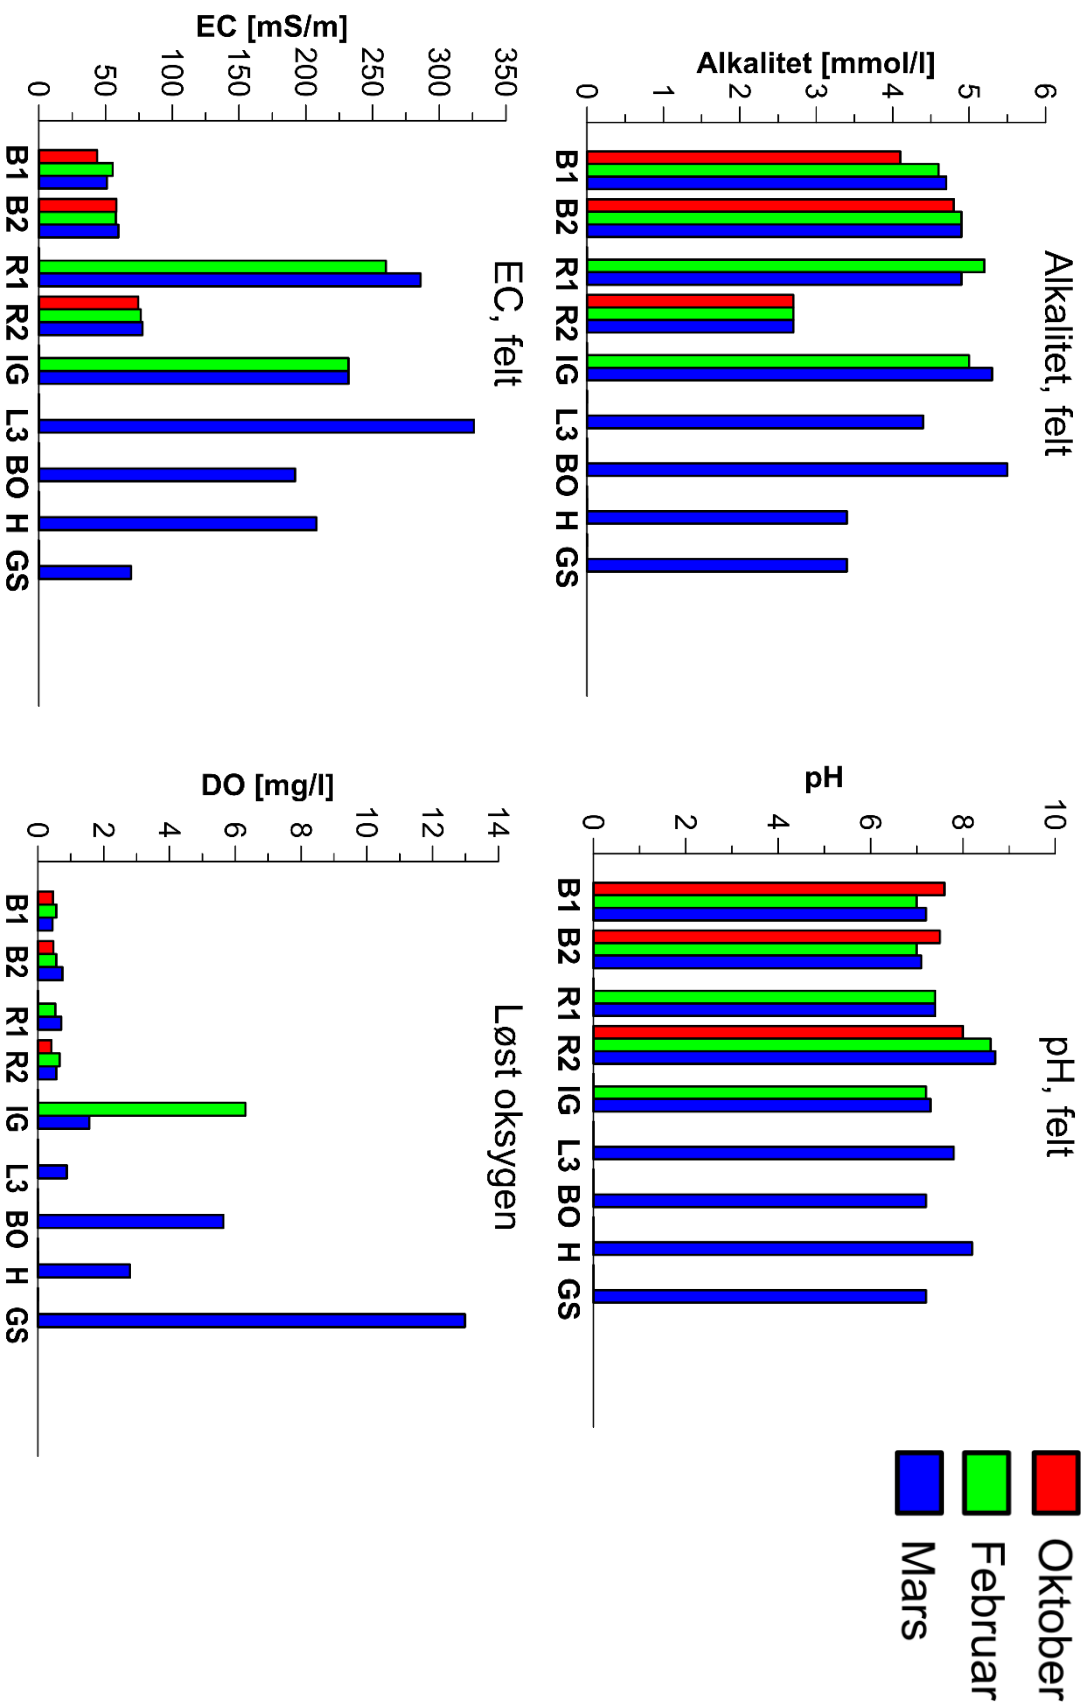 Alkalitet, felt
Alkalitet [mmol/l]
6
5
4
3
2
1
0
B1 B2 R1 R2 IG L3 BO H GS
pH, felt
pH
10
8
6
4
2
0
B1 B2 R1 R2 IG L3 BO H GS
Oktober
Februar
Mars
EC, felt
EC [mS/m]
350
300
250
200
150
100
50
0
B1 B2 R1 R2 IG L3 BO H GS
Løst oksygen
DO [mg/l]
14
12
10
8
6
4
2
0
B1 B2 R1 R2 IG L3 BO H GS